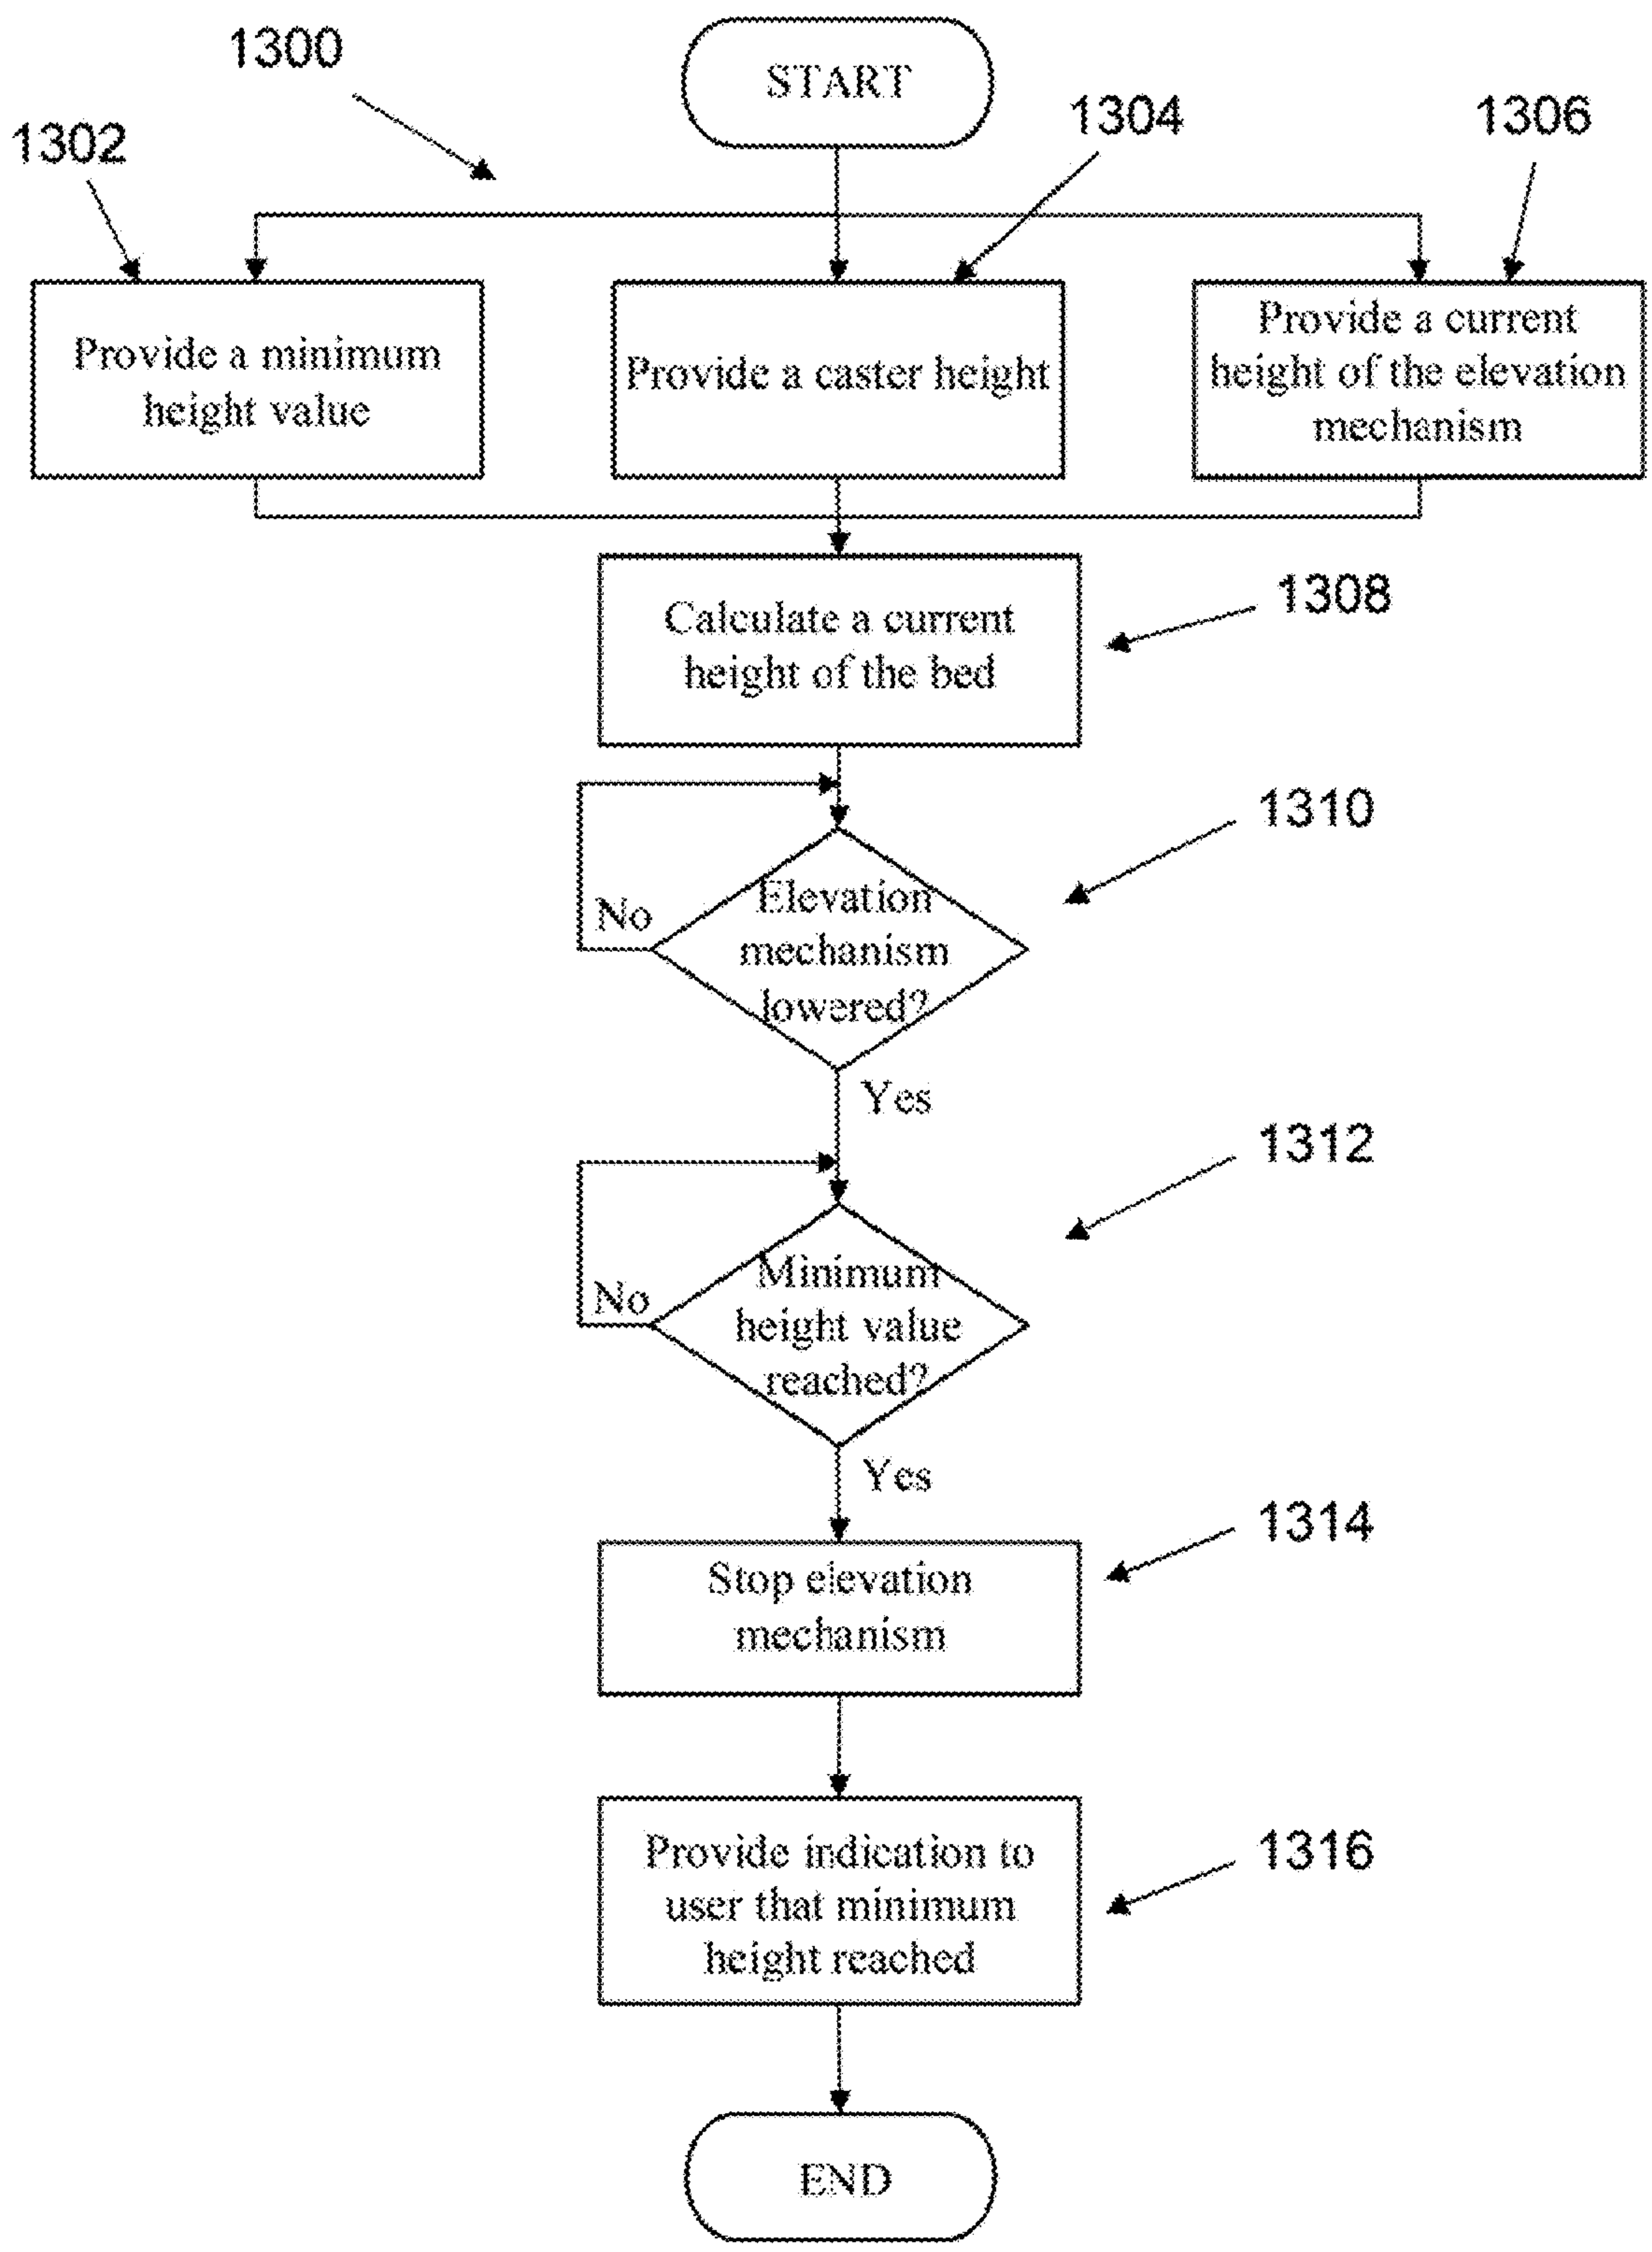 1300
START
1302
1304
1306
Provide a minimum
height value
Provide a caster height
Provide a current
height of the elevation
mechanism
Calculate a current
height of the bed
1308
Elevation
mechanism
lowered?
No
1310
Yes
Minimum
height value
reached?
No
1312
Yes
Stop elevation
mechanism
1314
Provide indication to
user that minimum
height reached
1316
END